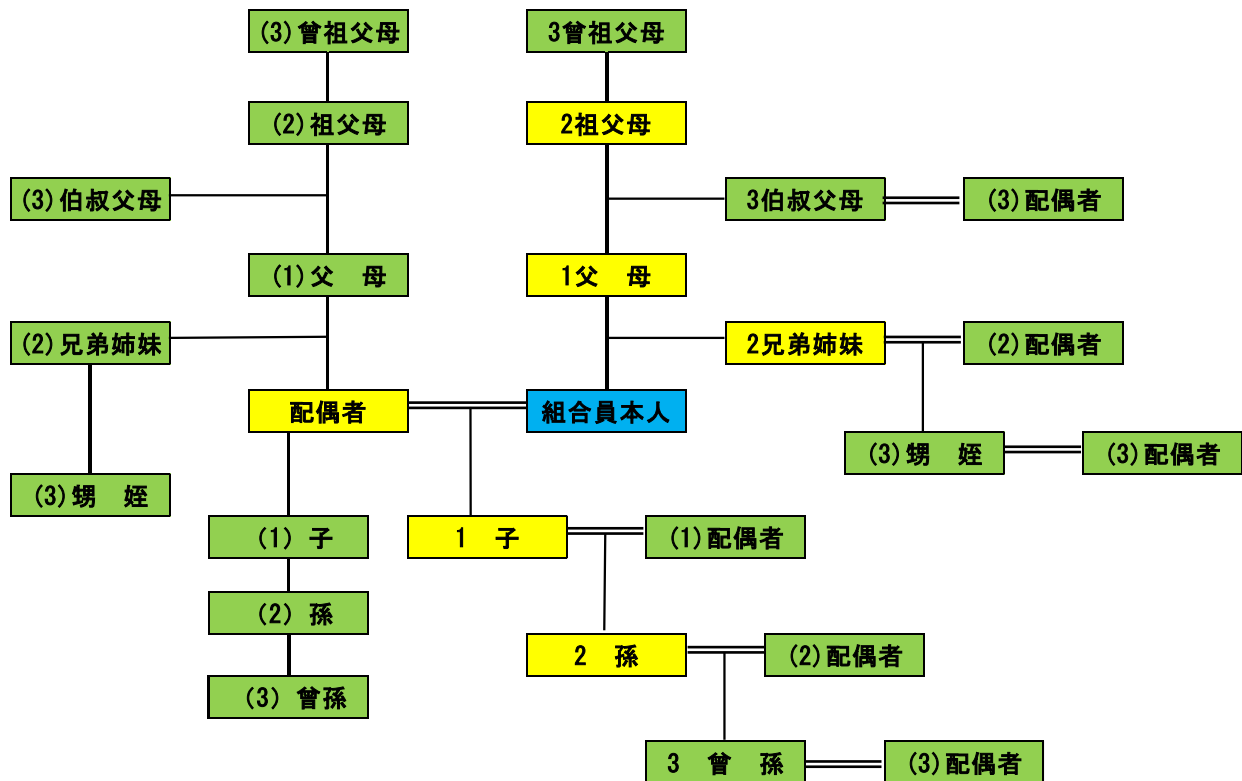 (3)曾祖父母
3曾祖父母
(2)祖父母
2祖父母
(3)伯叔父母
3伯叔父母
(3)配偶者
(1)父　母
1父　母
(2)兄弟姉妹
2兄弟姉妹
(2)配偶者
配偶者
組合員本人
(3)甥　姪
(3)配偶者
(3)甥　姪
(1) 子
1　子
(1)配偶者
(2) 孫
2　孫
(2)配偶者
(3) 曾孫
3　曾　孫
(3)配偶者